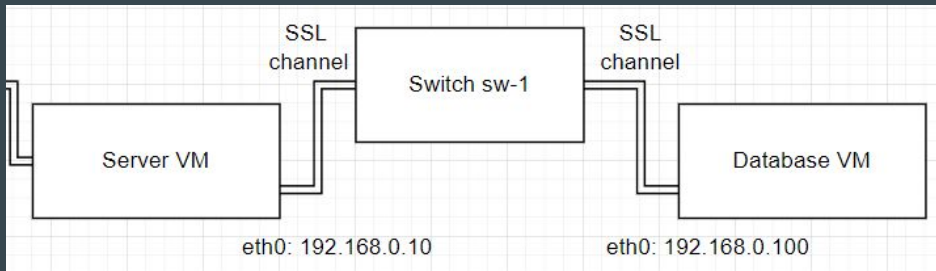 SSL
channel
Switch sw-1
SSL
channel
Server VM
Database VM
eth0: 192.168.0.10
eth0: 192.168.0.100